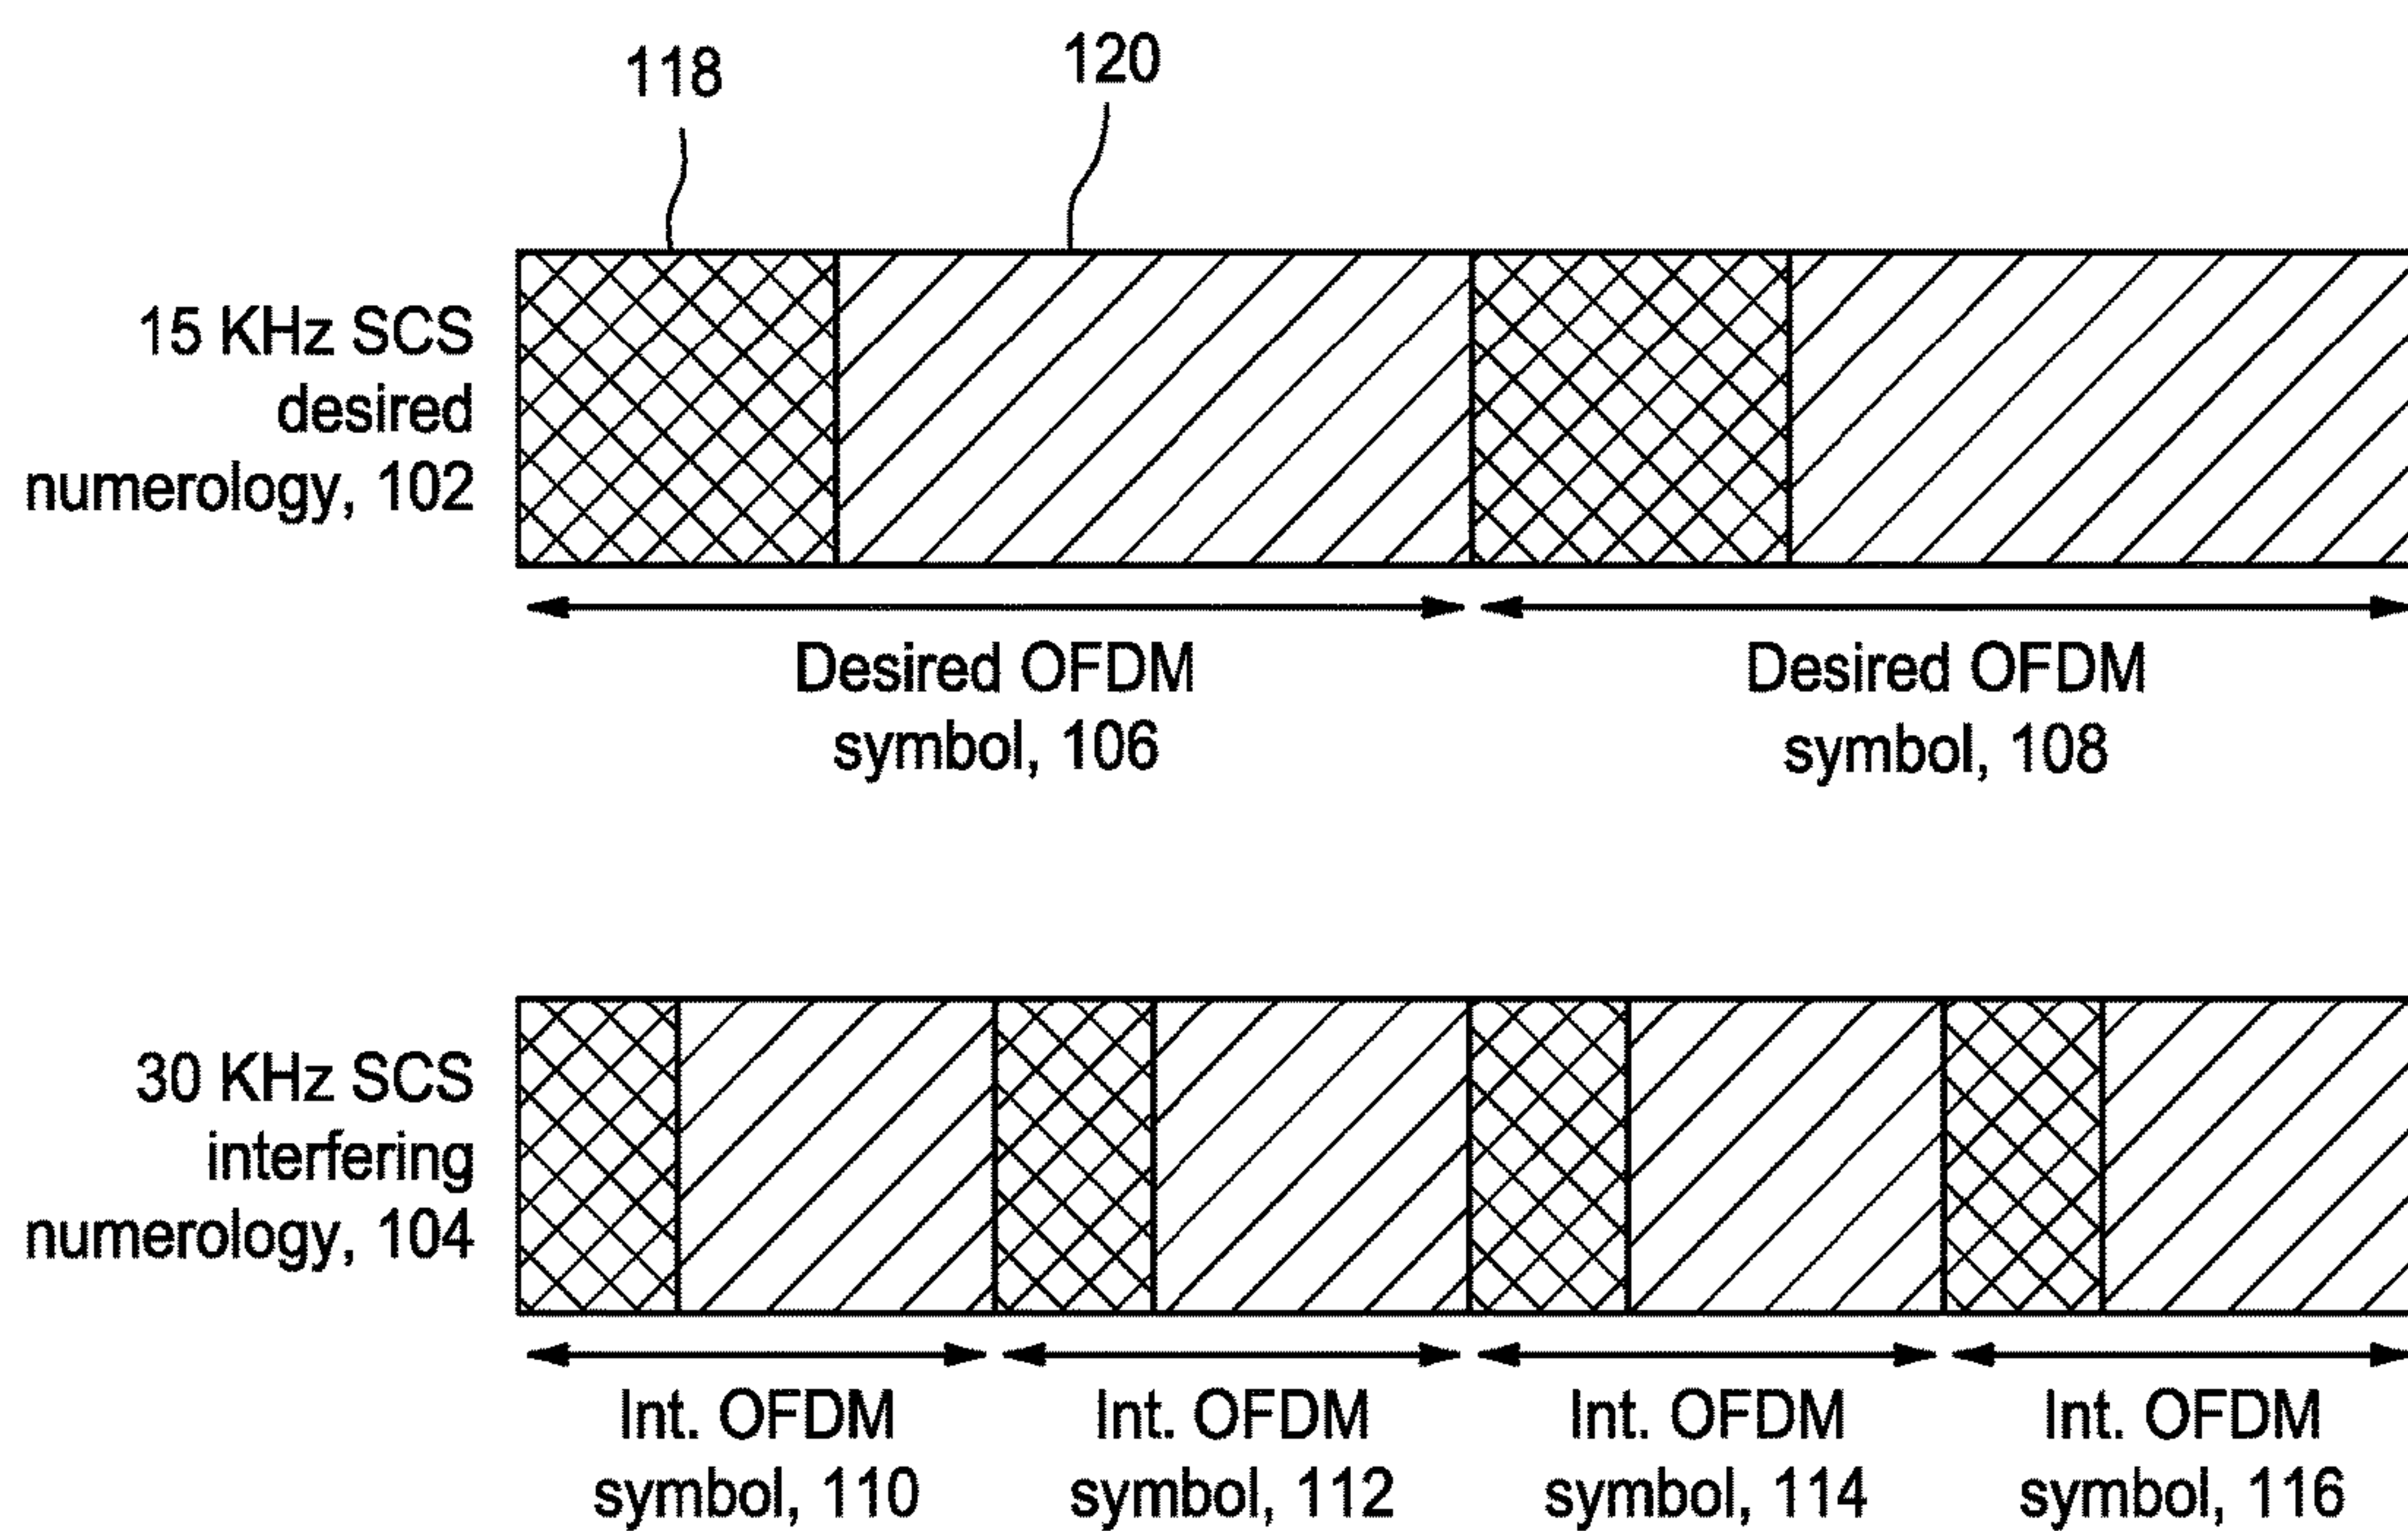 118
120
15 KHz SCS
desired
numerology, 102
Desired OFDM
symbol, 106
Desired OFDM
symbol, 108
30 KHz SCS
interfering
numerology, 104
Int. OFDM
symbol, 110
Int. OFDM
symbol, 112
Int. OFDM
symbol, 114
Int. OFDM
symbol, 116